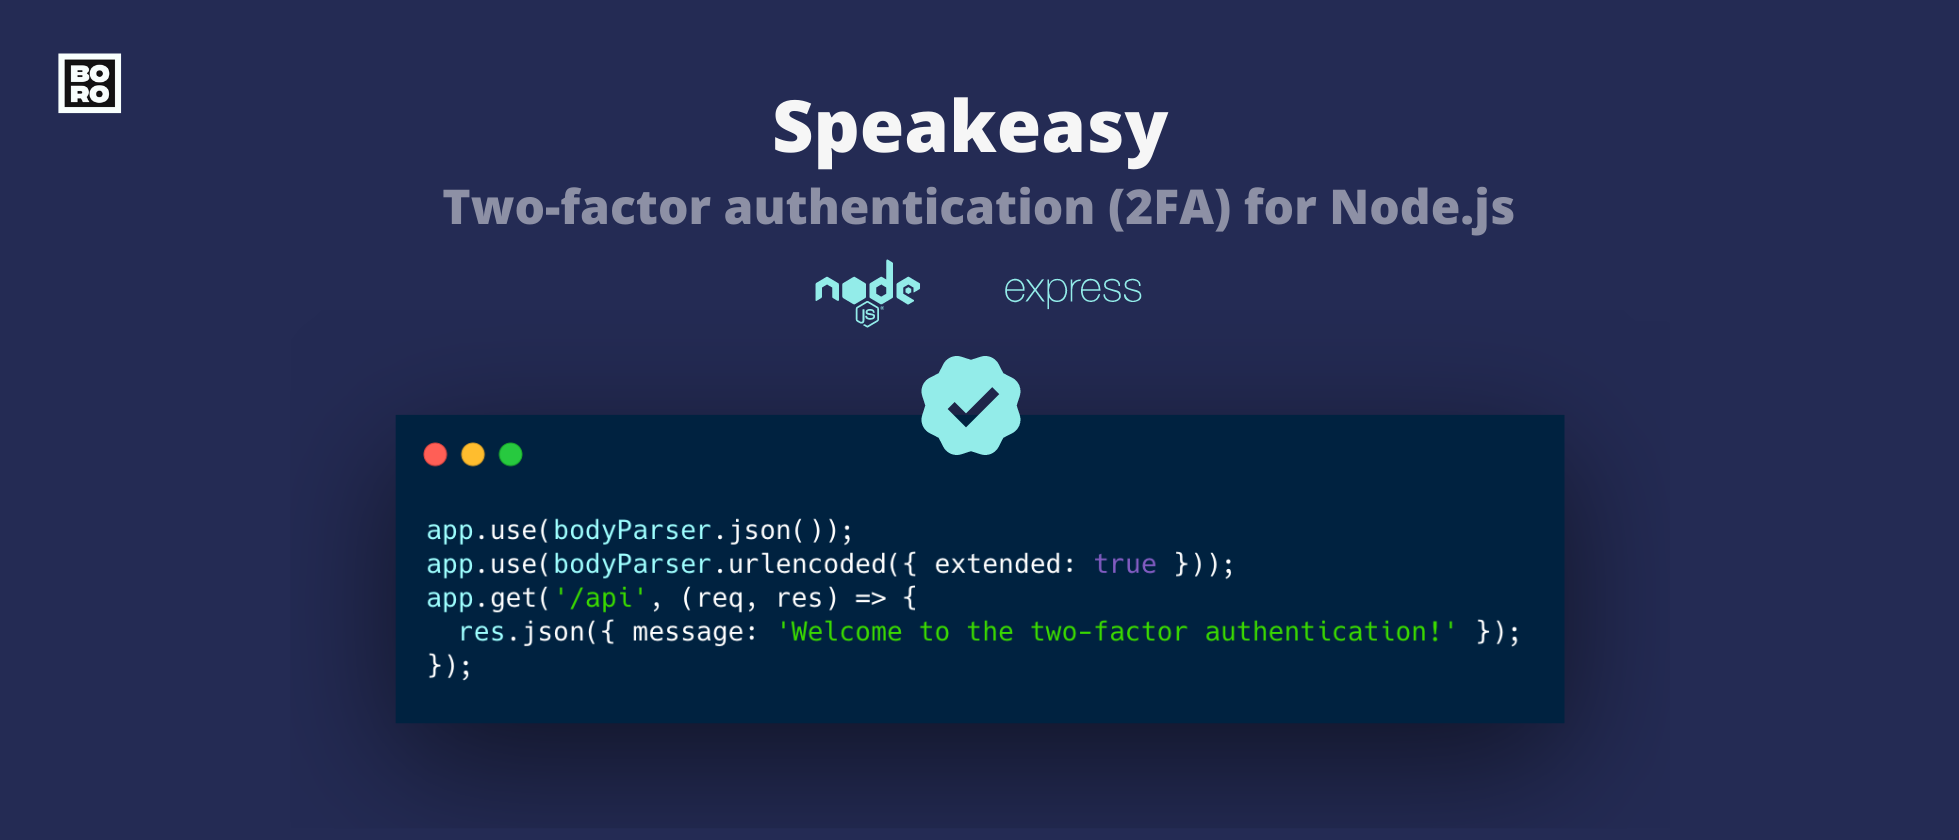 BO
RO
Speakeasy
Two-factor authentication (2FA) for Node.js
node
JS
express
app.use(bodyParser.json());
app.use(bodyParser.urlencoded({ extended: true }));
app.get('/api', (req, res) => {
  res.json({ message: 'Welcome to the two-factor authentication!' });
});